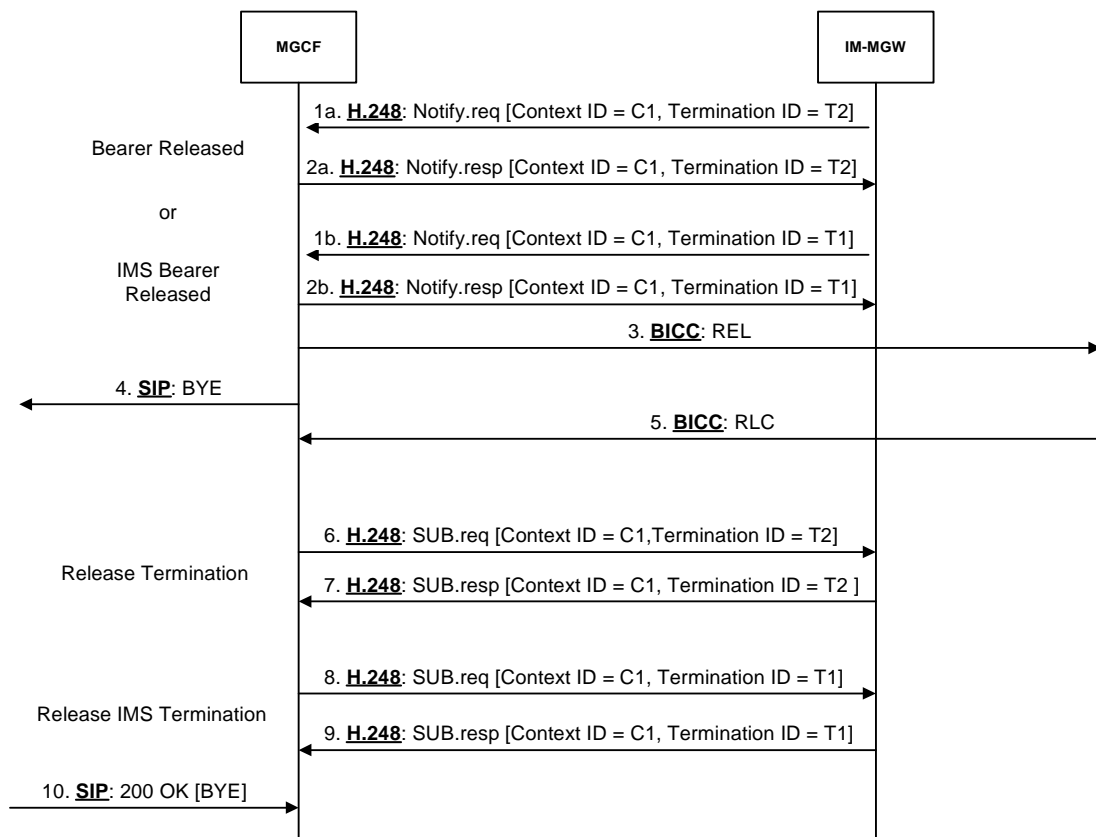 MGCF
IM-MGW
1a. H.248: Notify.req [Context ID = C1, Termination ID = T2]
Bearer Released
2a. H.248: Notify.resp [Context ID = C1, Termination ID = T2]
or
1b. H.248: Notify.req [Context ID = C1, Termination ID = T1]
IMS Bearer
Released
2b. H.248: Notify.resp [Context ID = C1, Termination ID = T1]
3. BICC: REL
4. SIP: BYE
5. BICC: RLC
6. H.248: SUB.req [Context ID = C1,Termination ID = T2]
Release Termination
7. H.248: SUB.resp [Context ID = C1, Termination ID = T2 ]
8. H.248: SUB.req [Context ID = C1, Termination ID = T1]
Release IMS Termination
9. H.248: SUB.resp [Context ID = C1, Termination ID = T1]
10. SIP: 200 OK [BYE]